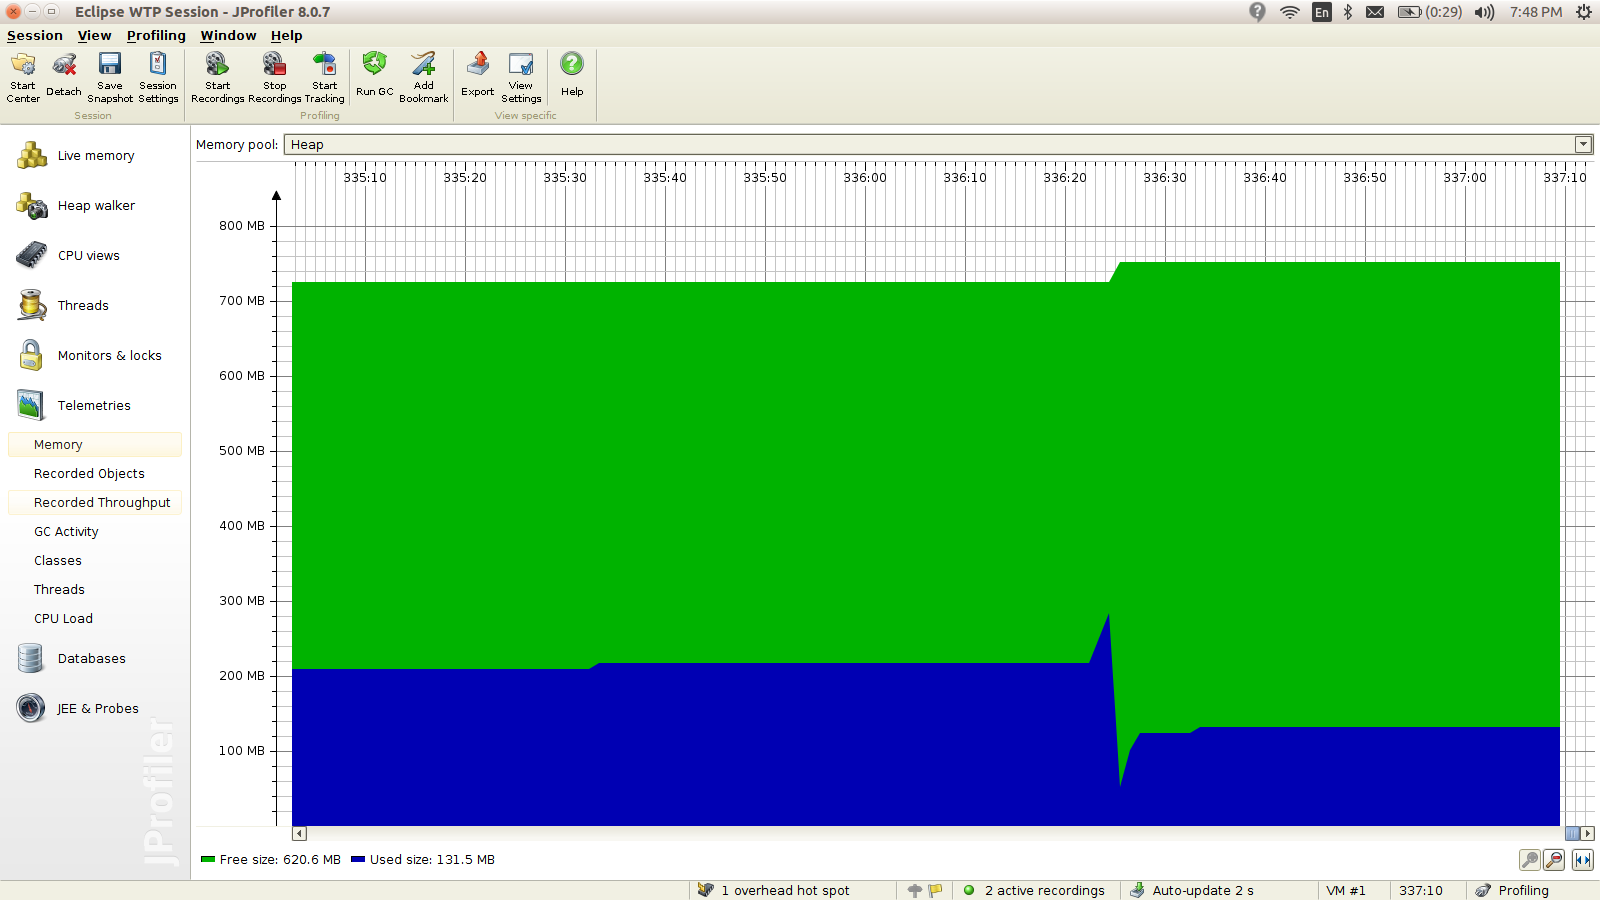 Eclipse WTP Session - JProfiler 8.0.7
En
(0:29)
7:48 PM
Session View Profiling Window Help
Start Center
Detach
Save Snapshot
Session Settings
Start Recordings
Stop Recordings
Start Tracking
Run GC
Add Bookmark
Export
View Settings
Help
Session
Profiling
View specific
Live memory
Heap walker
CPU views
Threads
Monitors & locks
Telemetries
Memory
Recorded Objects
Recorded Throughput
GC Activity
Classes
Threads
CPU Load
Databases
JEE & Probes
JProfiler
Memory pool: Heap
335:10 335:20 335:30 335:40 335:50 336:00 336:10 336:20 336:30 336:40 336:50 337:00 337:10
800 MB
700 MB
600 MB
500 MB
400 MB
300 MB
200 MB
100 MB
Free size: 620.6 MB Used size: 131.5 MB
1 overhead hot spot
2 active recordings
Auto-update 2 s
VM #1
337:10
Profiling